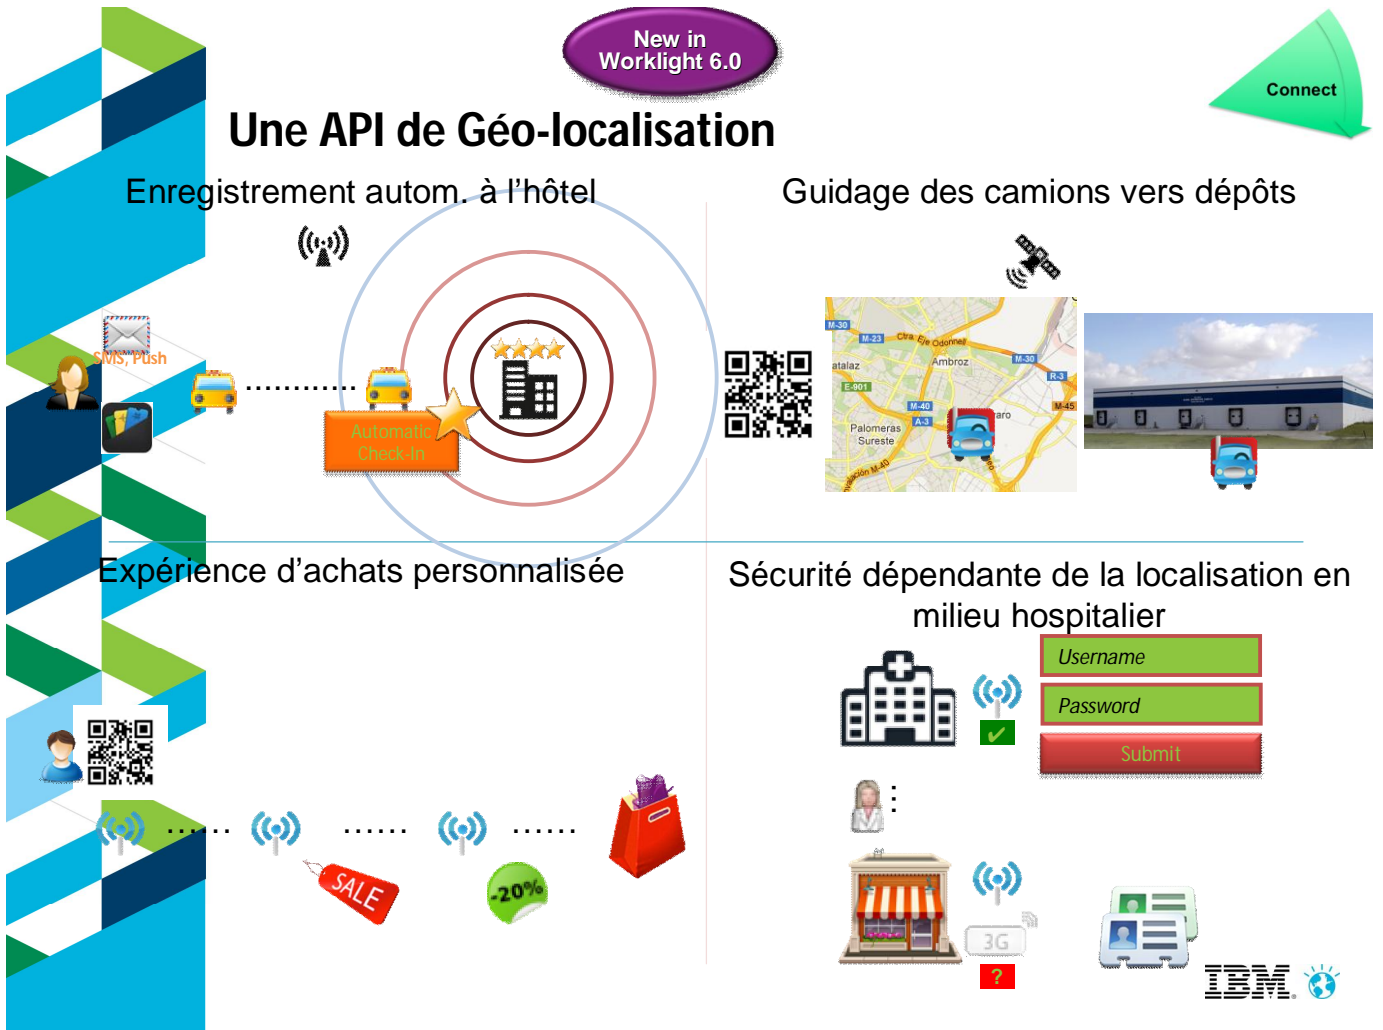 New in
Worklight 6.0
Connect
Une API de Géo-localisation
Enregistrement autom. à l'hôtel
Guidage des camions vers dépôts
SMS, Push
Automatic
Check-In
M-30
M-23
Ctra. Eje Odonnell
Ambroz
M-30
R-3
E-901
M-40
M-45
A-3
Palomeras
Sureste
Expérience d'achats personnalisée
Sécurité dépendante de la localisation en
milieu hospitalier
Username
Password
Submit
SALE
-20%
3G
?
IBM.